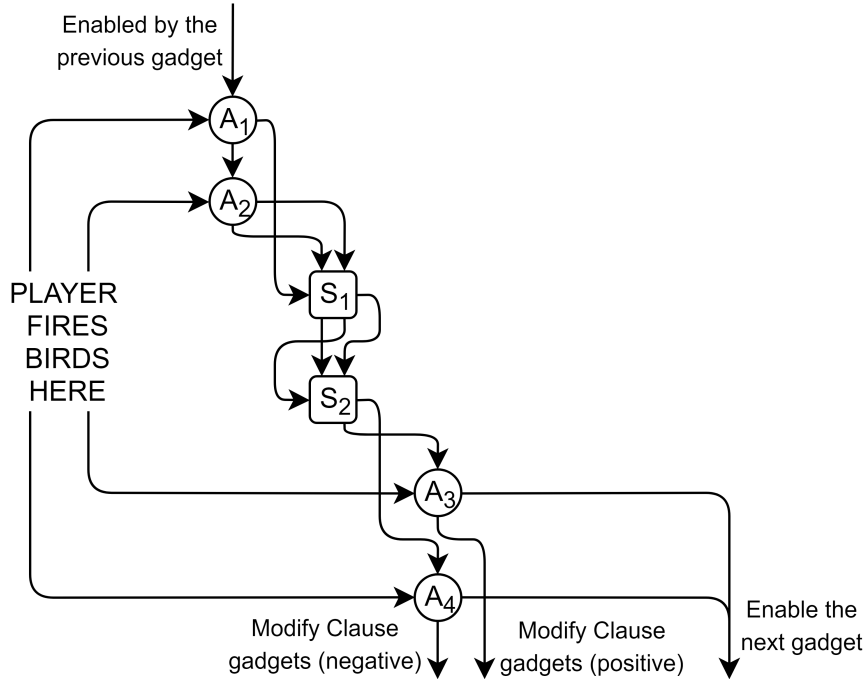 Enabled by the
previous gadget
A1
A2
PLAYER
FIRES
BIRDS
HERE
S1
S2
A3
A4
Modify Clause
gadgets (negative)
Modify Clause
gadgets (positive)
Enable the
next gadget